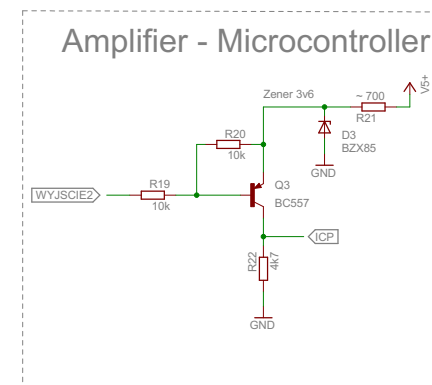 Amplifier - Microcontroller
V5+
Zener 3v6
~ 700
R21
R20
10k
D3
BZX85
GND
R19
10k
WYJSCIE2
Q3
BC557
ICP
R22
4k7
GND